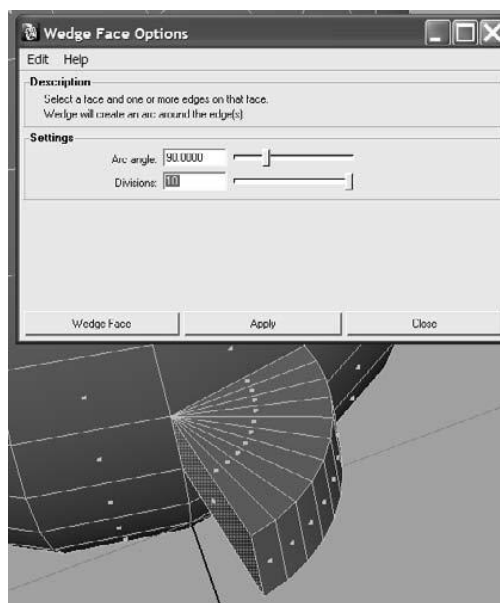 Wedge Face Options
Edit Help
Description
Select a face and one or more edges on that face.
Wedge will create an arc around the edge(s)
Settings
Arc angle: 90.0000
Divisions: 10
Wedge Face Apply Close